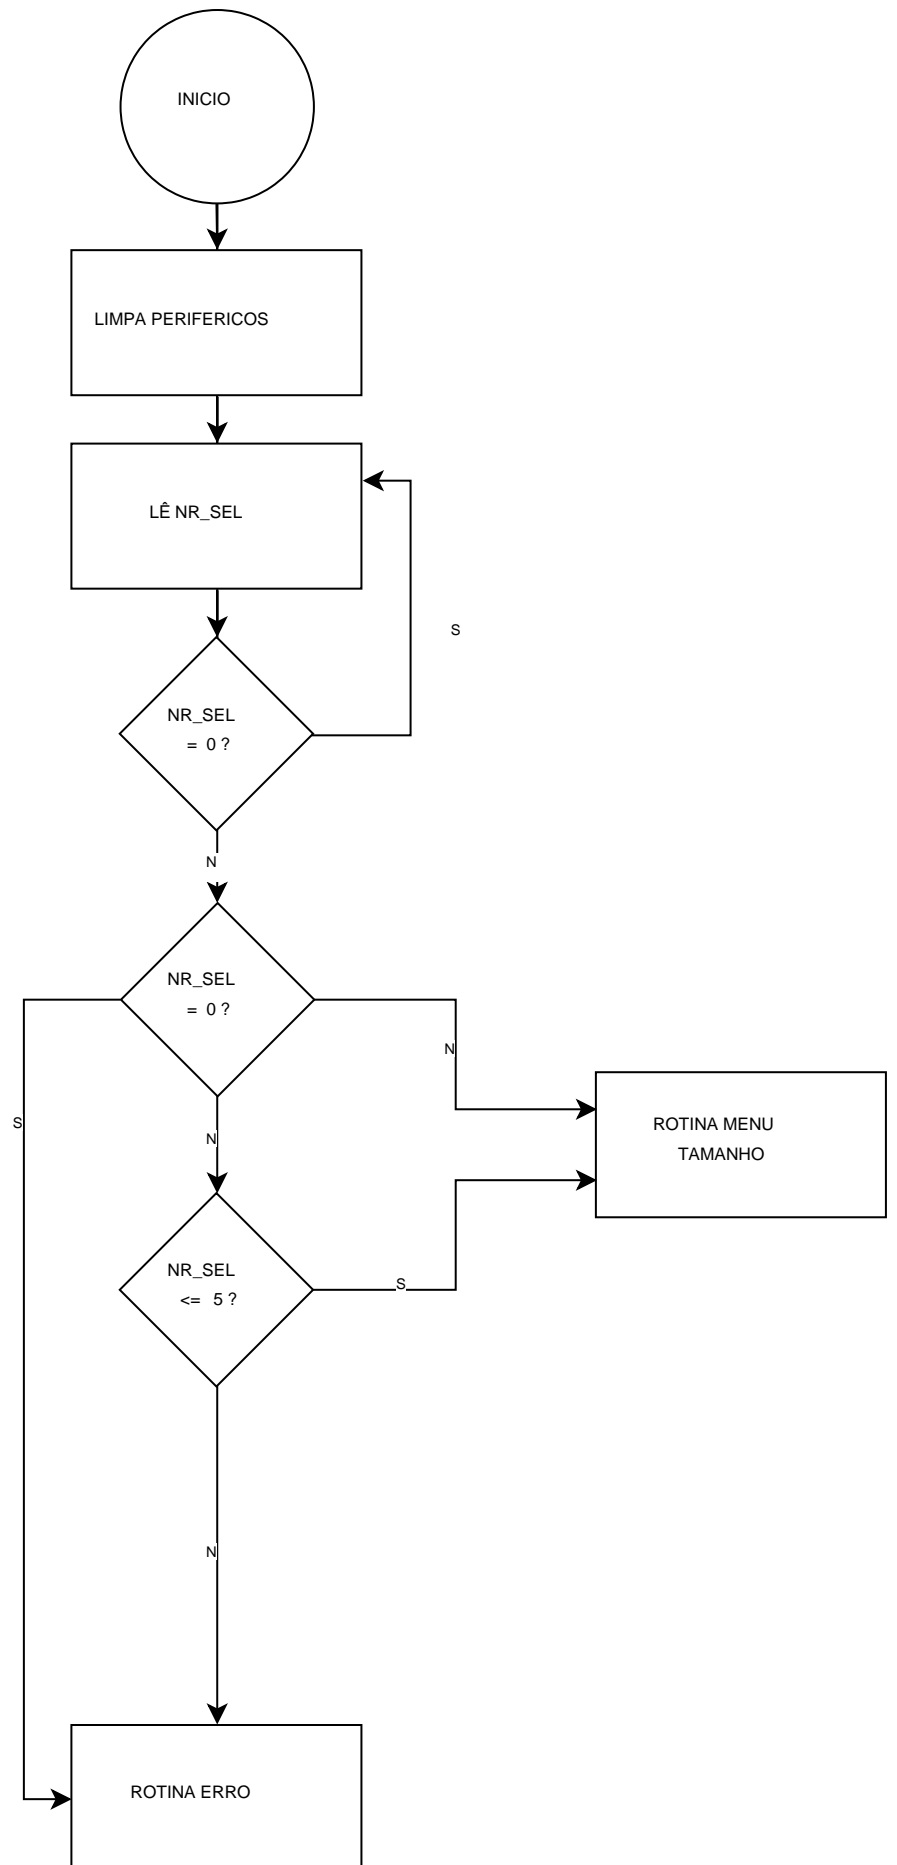 INICIO
LIMPA PERIFERICOS
LÊ NR_SEL
S
NR_SEL
= 0 ?
N
NR_SEL
= 0 ?
N
S
N
ROTINA MENU
TAMANHO
NR_SEL
<= 5 ?
S
N
ROTINA ERRO